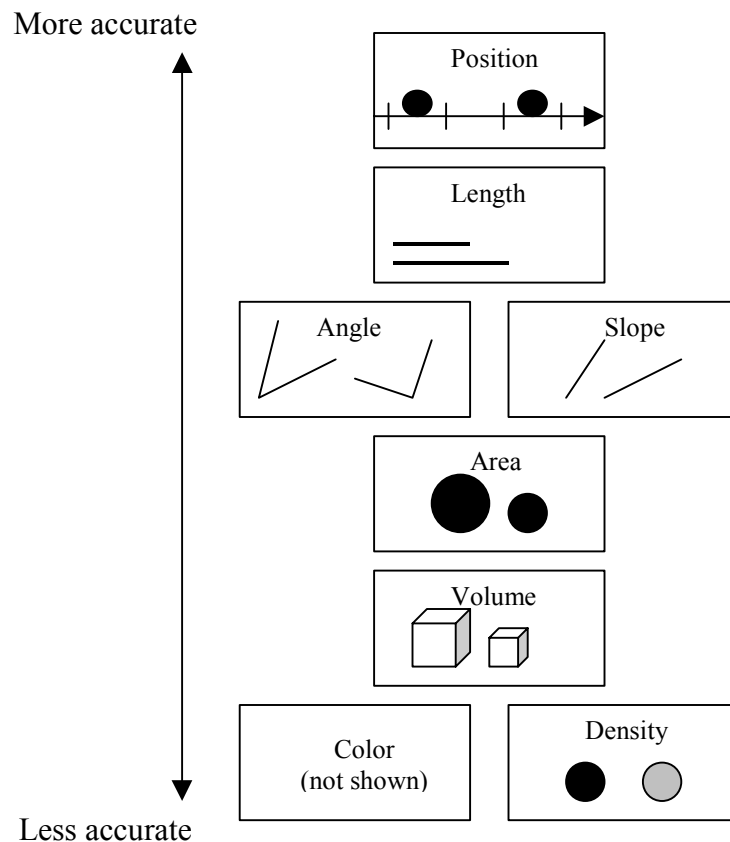 More accurate
Position
Length
Angle
Slope
Area
Volume
Color
(not shown)
Density
Less accurate